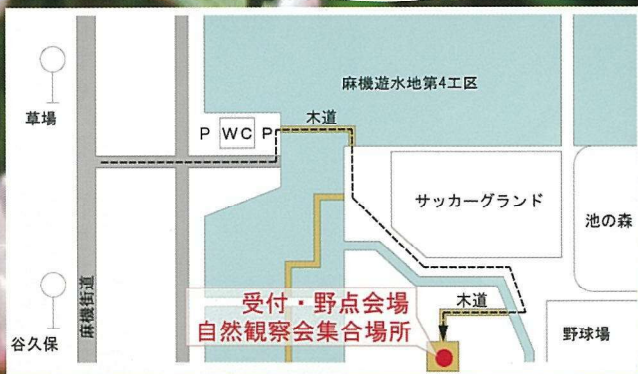 麻機遊水地第4工区
草場
木道
P WC P
サッカーグランド
池の森
麻機街道
受付・野点会場
自然観察会集合場所
木道
谷久保
野球場